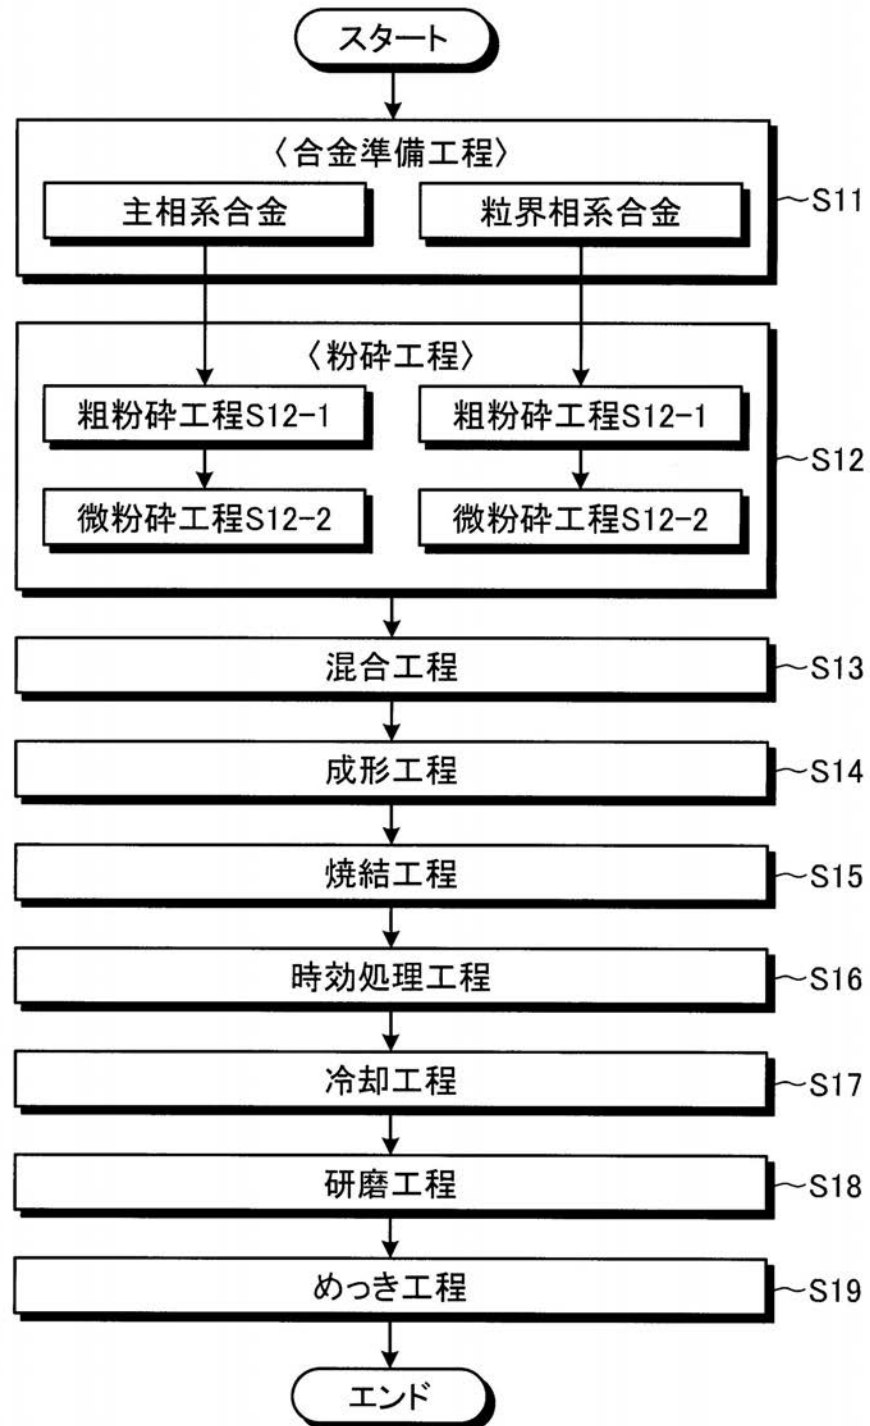 スタート
〈合金準備工程〉
主相系合金
粒界相系合金
S11
〈粉砕工程〉
粗粉砕工程S12-1
粗粉砕工程S12-1
微粉砕工程S12-2
微粉砕工程S12-2
S12
混合工程
S13
成形工程
S14
焼結工程
S15
時効処理工程
S16
冷却工程
S17
研磨工程
S18
めっき工程
S19
エンド